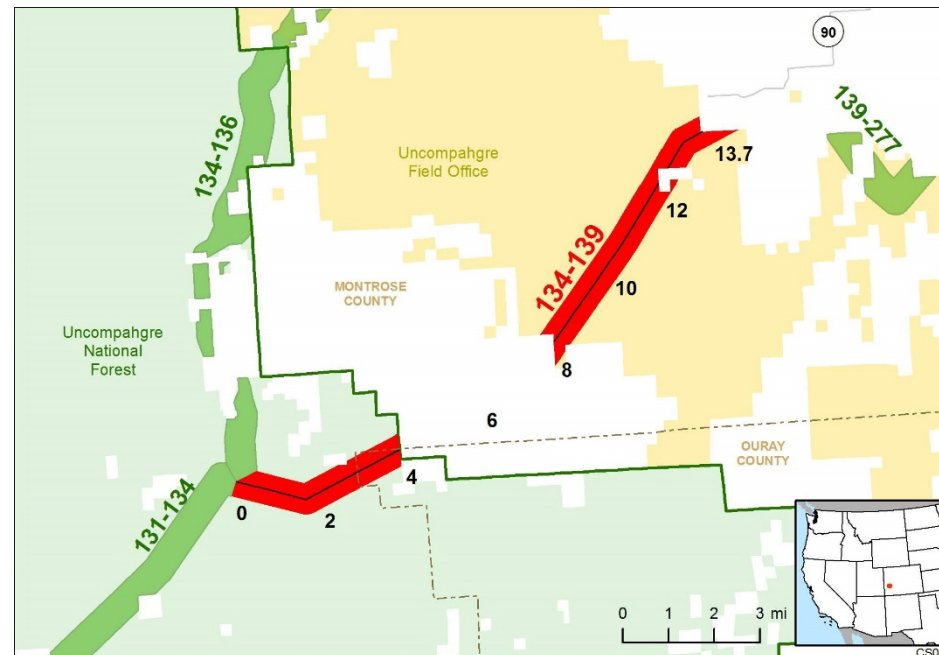 90
134-136
139-277
Uncompahgre
Field Office
13.7
12
134-139
MONTROSE
COUNTY
10
Uncompahgre
National
Forest
8
6
OURAY
COUNTY
4
131-134
0
2
0 1 2 3 mi